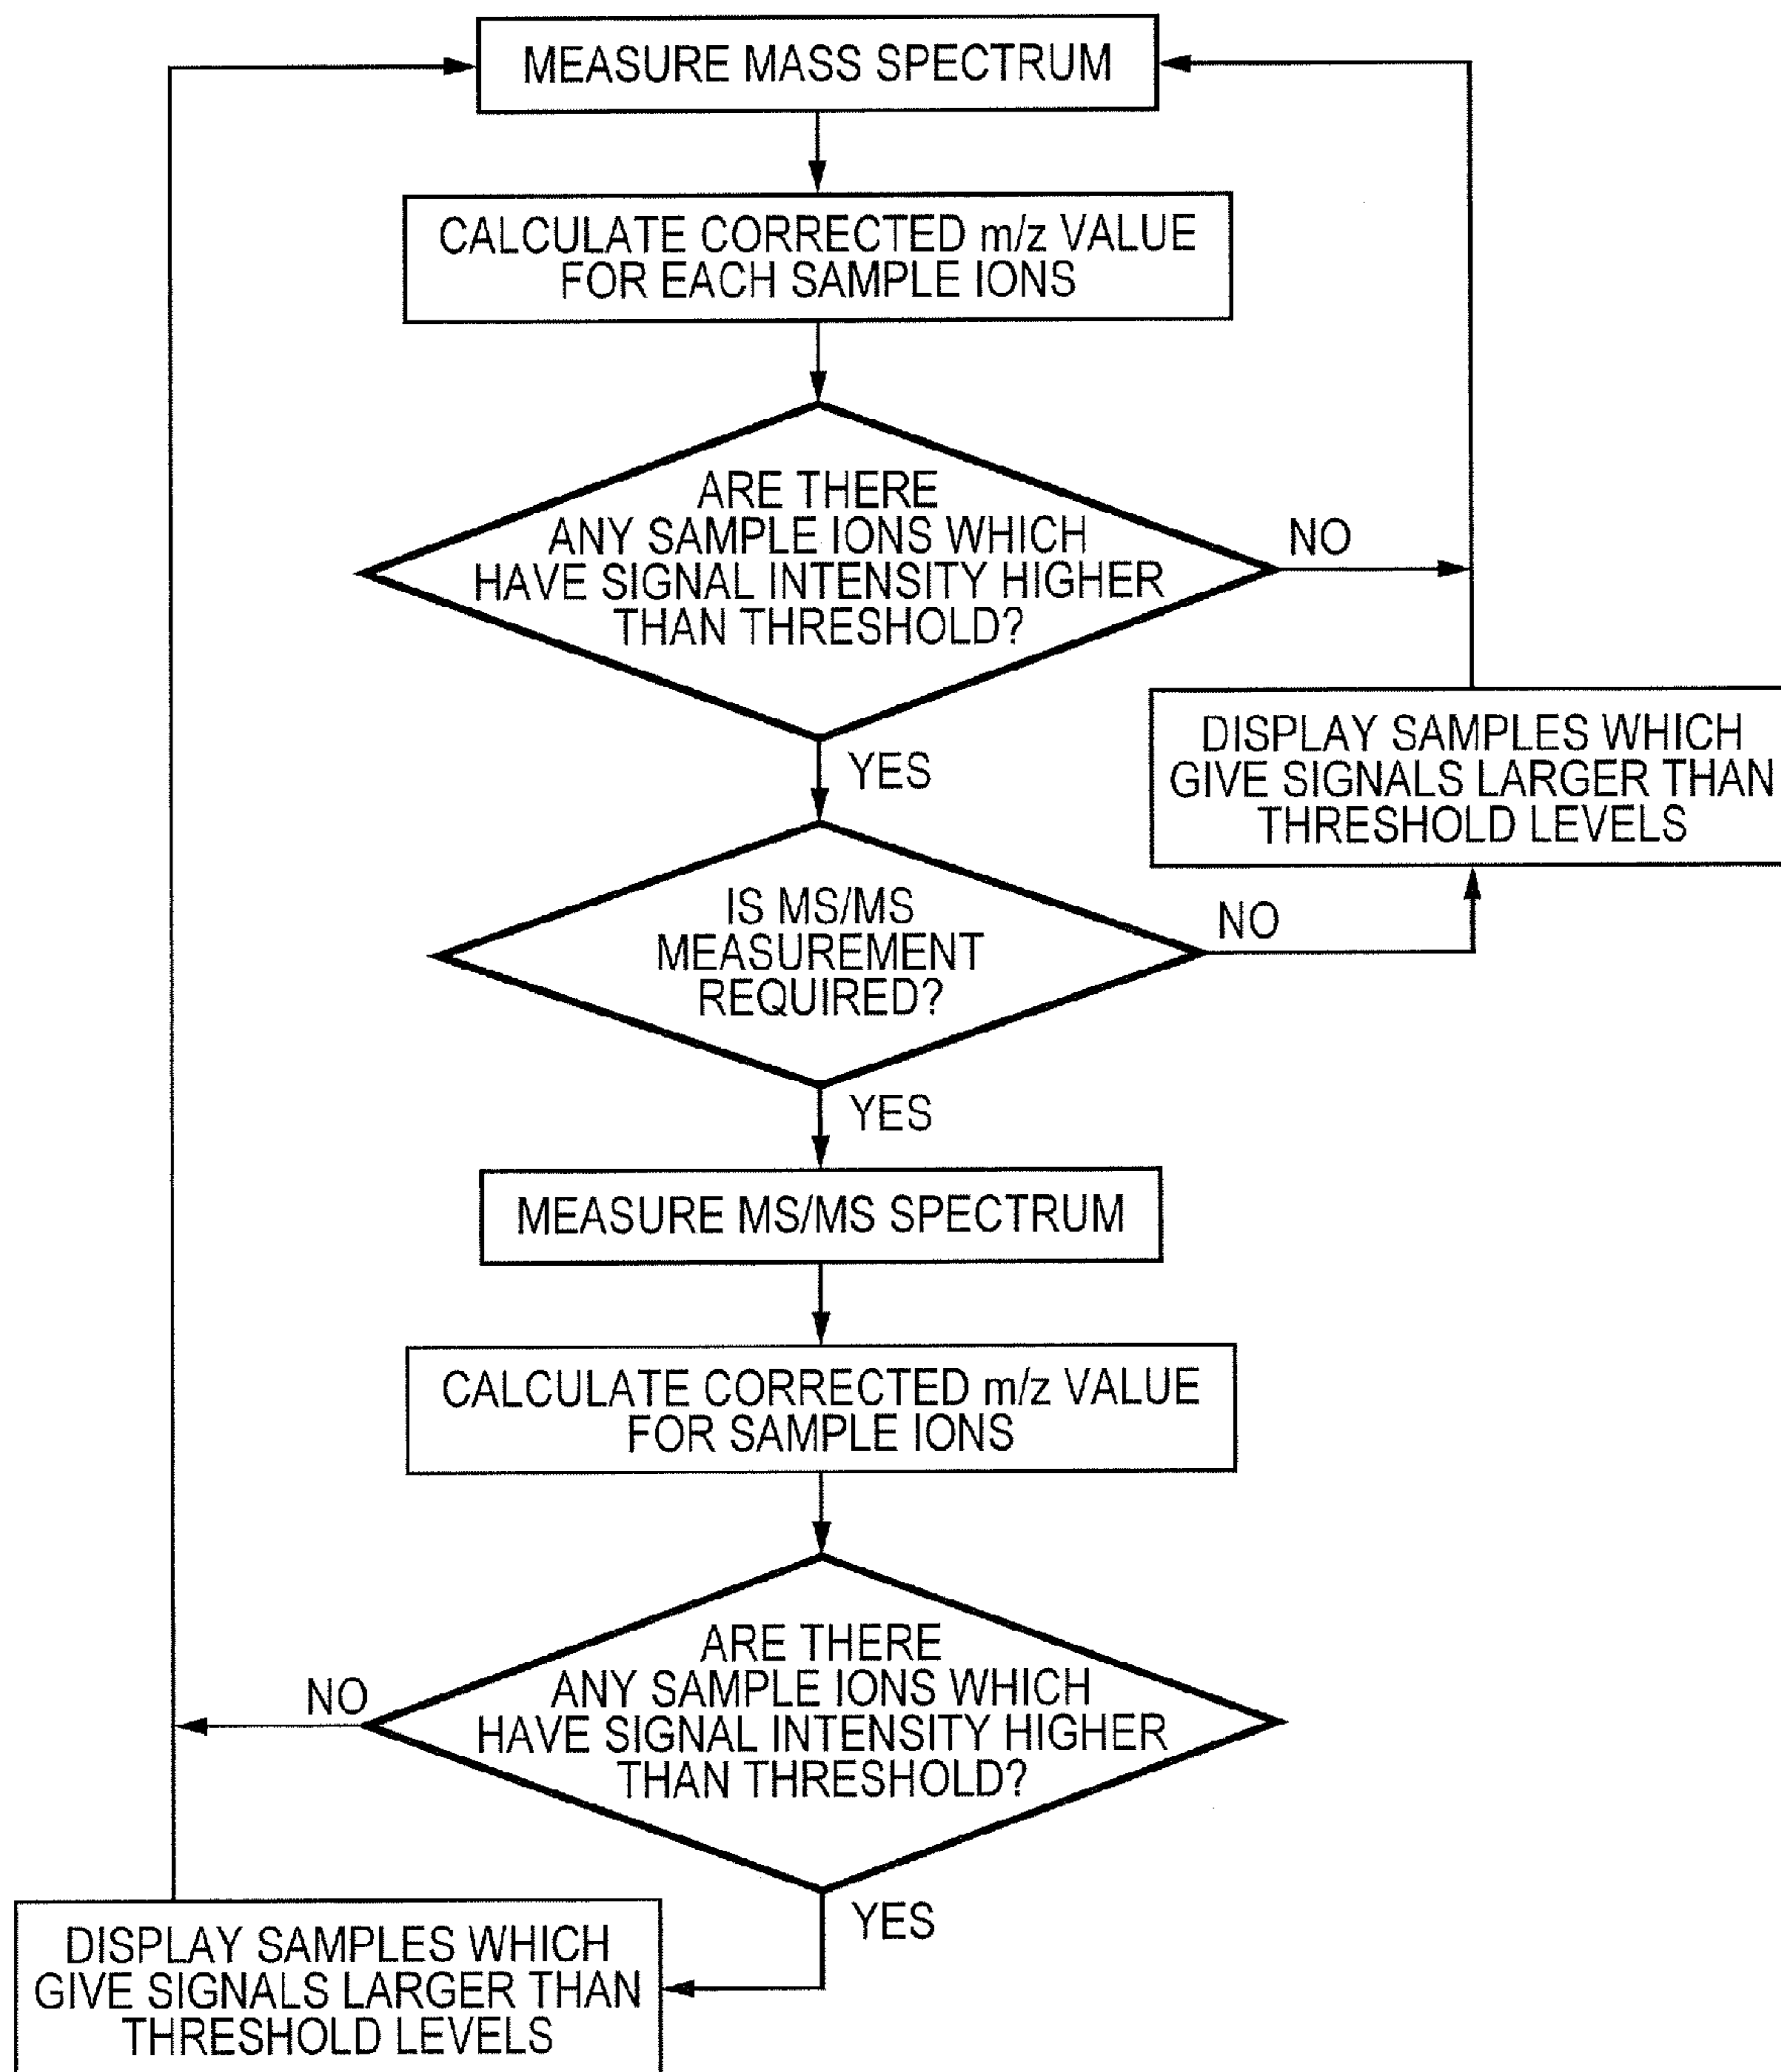 MEASURE MASS SPECTRUM
CALCULATE CORRECTED m/z VALUE
FOR EACH SAMPLE IONS
ARE THERE
ANY SAMPLE IONS WHICH
HAVE SIGNAL INTENSITY HIGHER
THAN THRESHOLD?
NO
YES
DISPLAY SAMPLES WHICH
GIVE SIGNALS LARGER THAN
THRESHOLD LEVELS
IS MS/MS
MEASUREMENT
REQUIRED?
NO
YES
MEASURE MS/MS SPECTRUM
CALCULATE CORRECTED m/z VALUE
FOR SAMPLE IONS
ARE THERE
ANY SAMPLE IONS WHICH
HAVE SIGNAL INTENSITY HIGHER
THAN THRESHOLD?
NO
YES
DISPLAY SAMPLES WHICH
GIVE SIGNALS LARGER THAN
THRESHOLD LEVELS